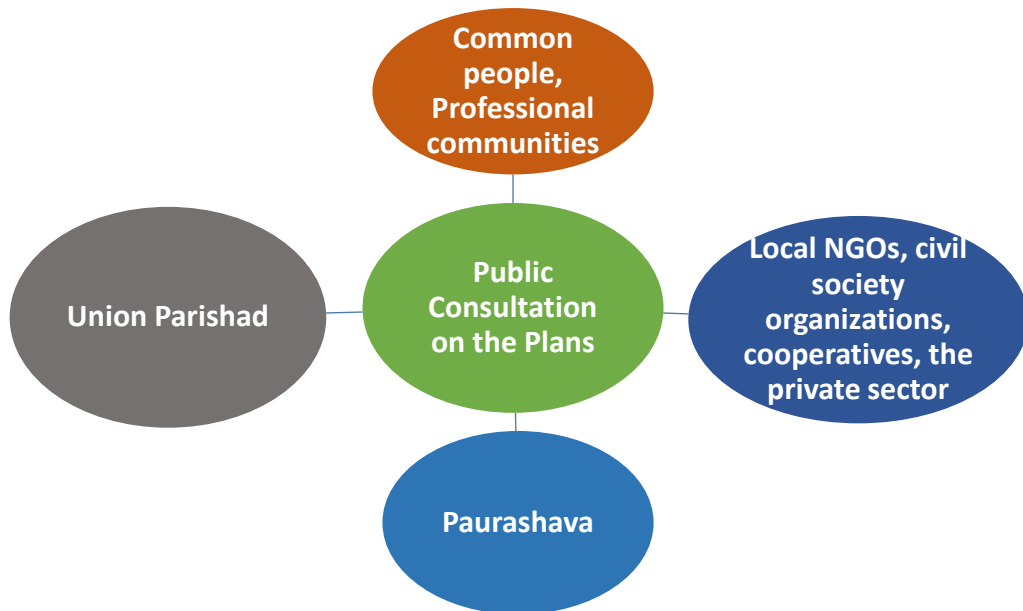 Common
people,
Professional
communities
Union Parishad
Public
Consultation
on the Plans
Local NGOs, civil
society
organizations,
cooperatives, the
private sector
Paurashava